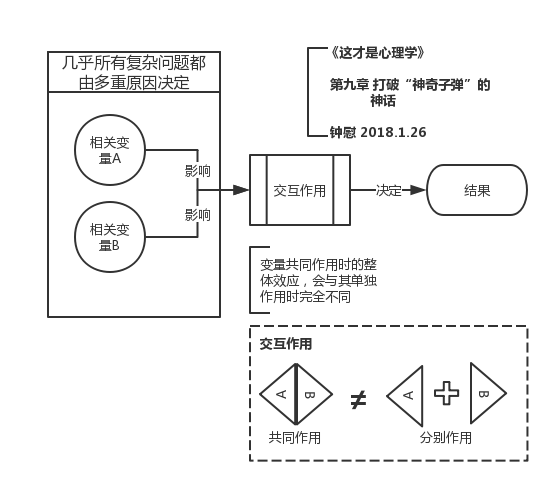 几乎所有复杂问题都
由多重原因决定
《这才是心理学》
第九章 打破“神奇子弹”的
神话
钟慰 2018.1.26
相关变
量A
影响
交互作用
决定
结果
影响
相关变
量B
变量共同作用时的整
体效应，会与其单独
作用时完全不同
交互作用
A B ≠ A B
共同作用 分别作用